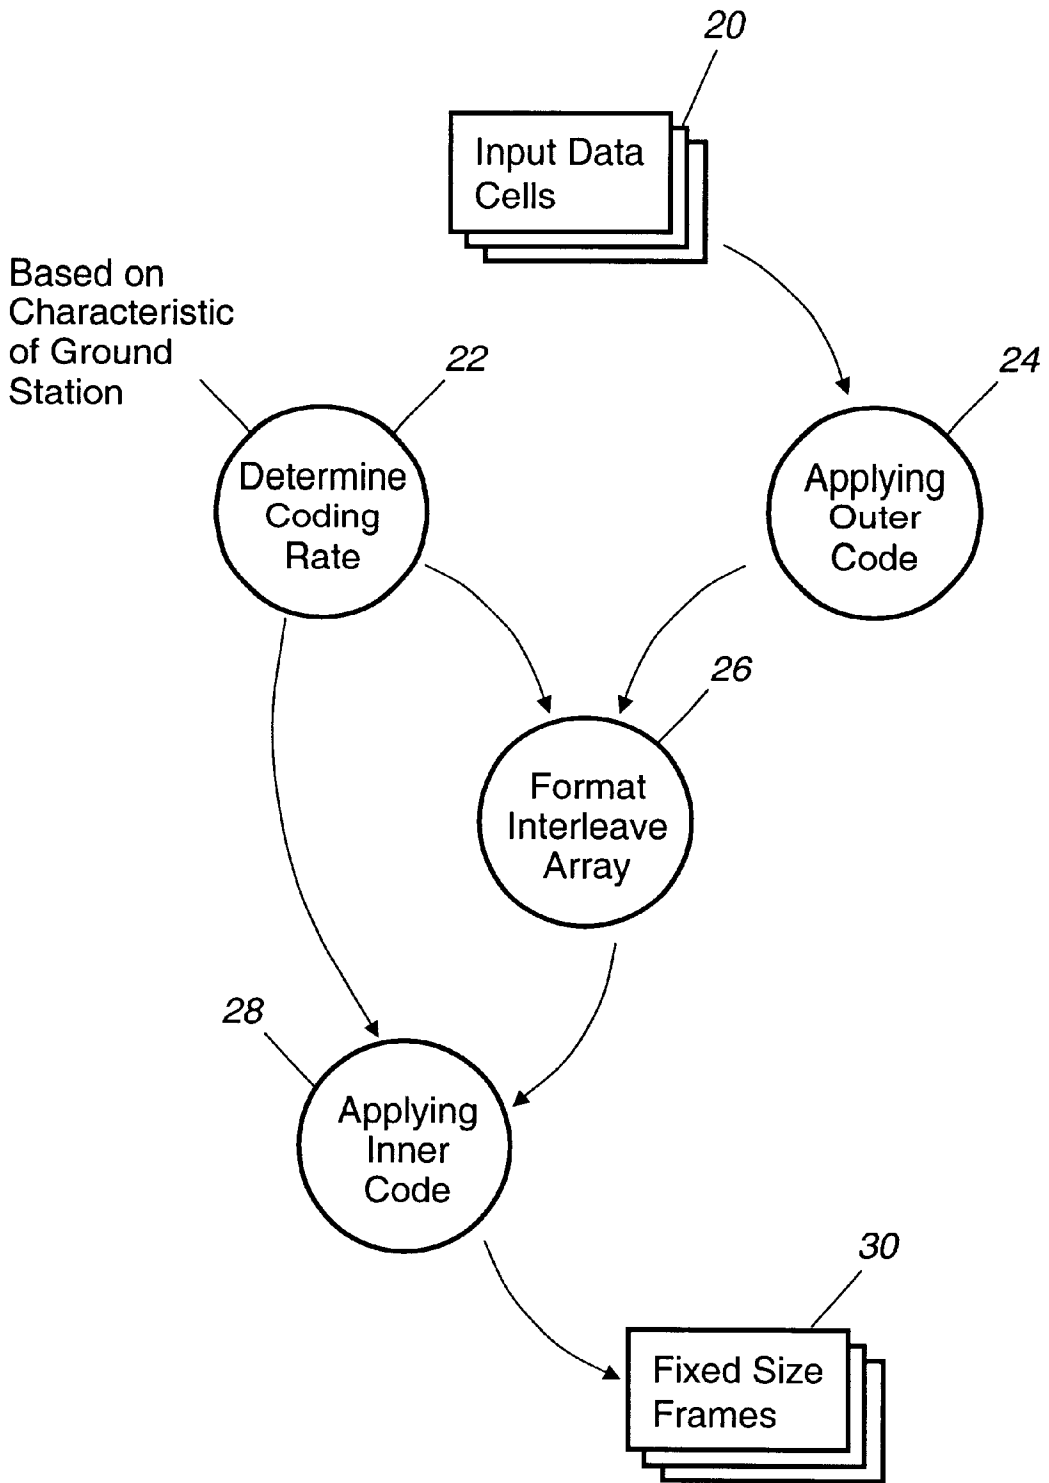 20
Input Data
Cells
Based on
Characteristic
of Ground
Station
22
24
Determine
Coding
Rate
Applying
Outer
Code
26
Format
Interleave
Array
28
Applying
Inner
Code
30
Fixed Size
Frames